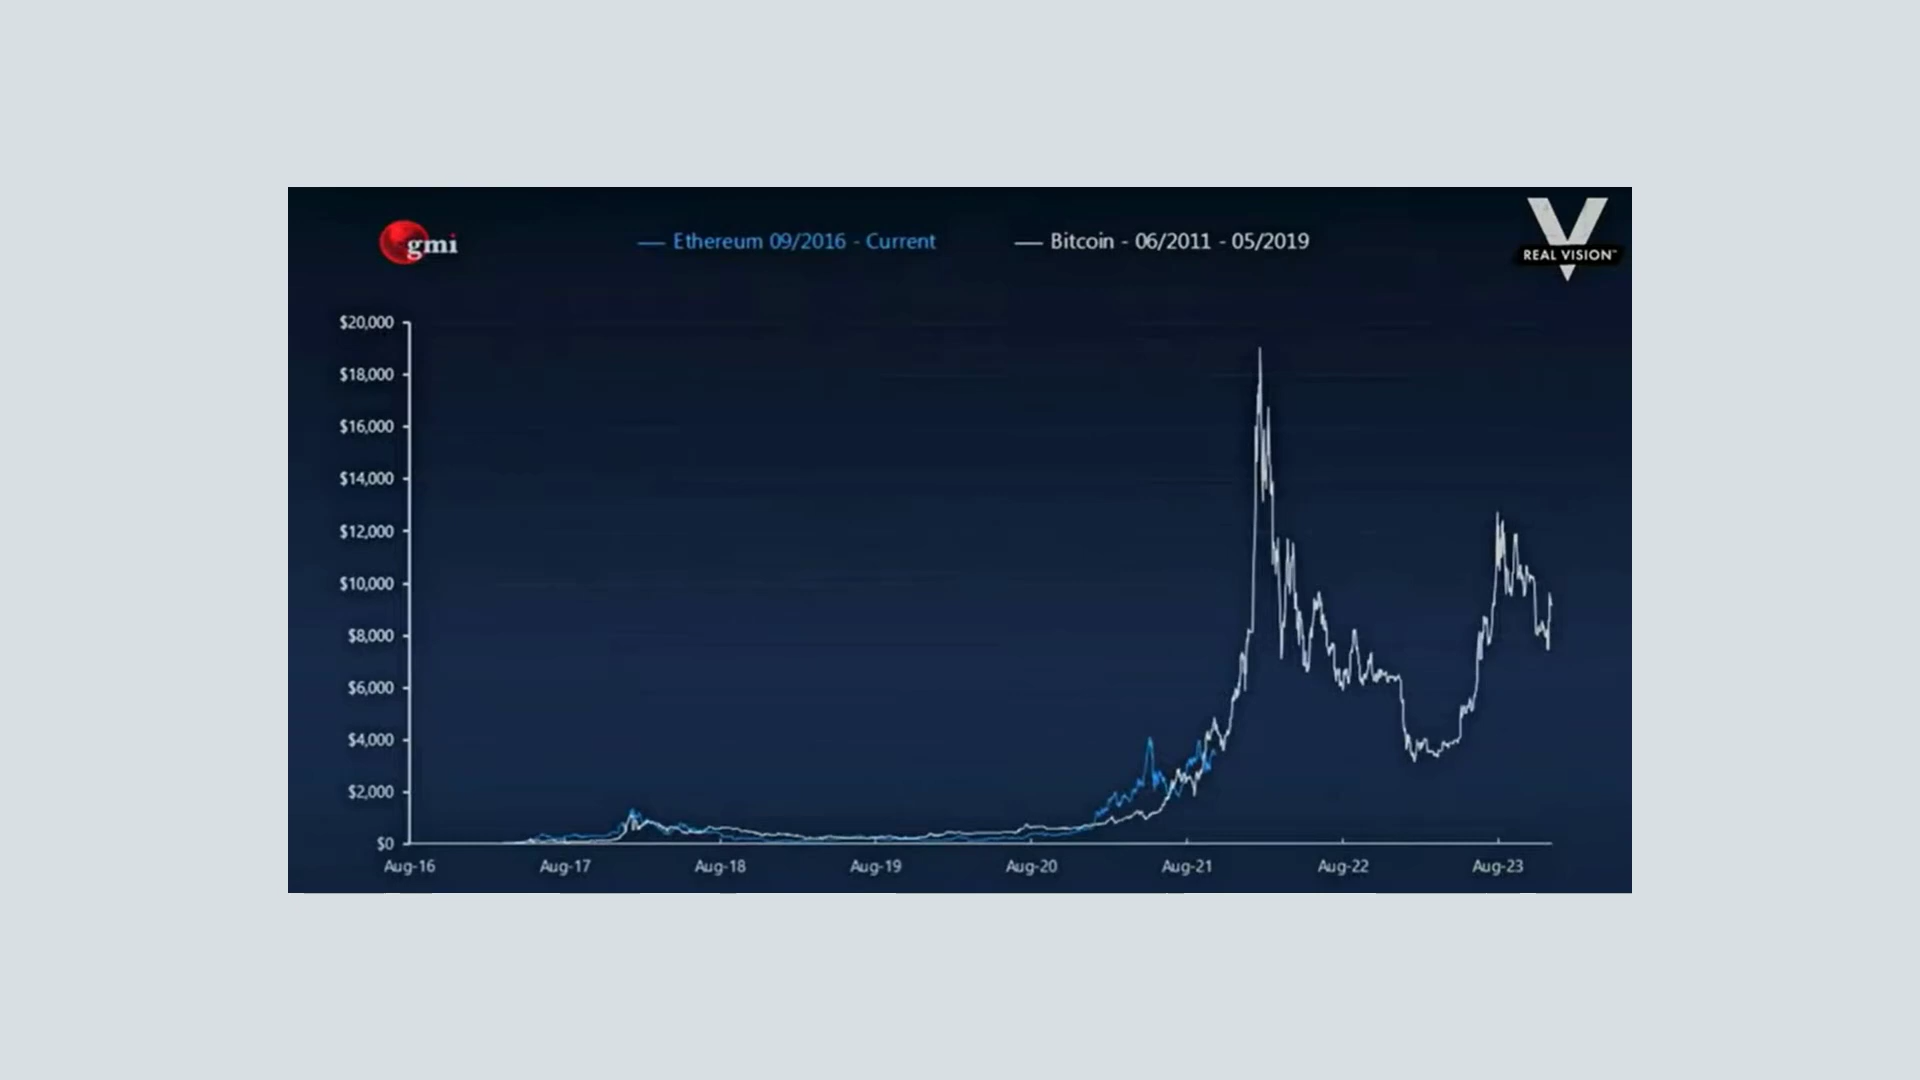 gmi
Ethereum 09/2016 - Current
Bitcoin - 06/2011 - 05/2019
REAL VISION™
$20,000
$18,000
$16,000
$14,000
$12,000
$10,000
$8,000
$6,000
$4,000
$2,000
$0
Aug-16 Aug-17 Aug-18 Aug-19 Aug-20 Aug-21 Aug-22 Aug-23